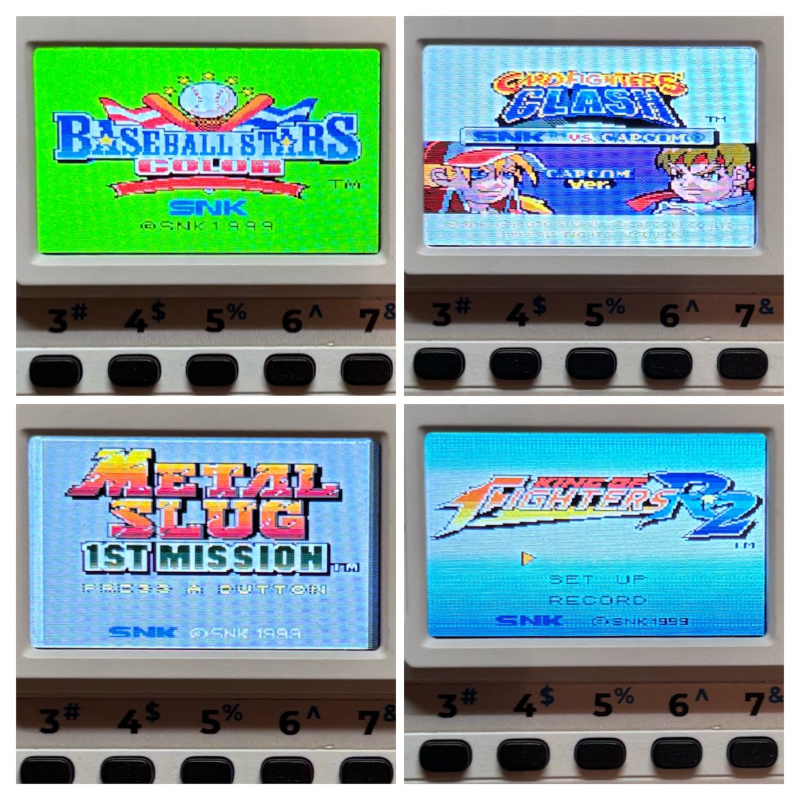 BASEBALL STARS
COLOR
TM
SNK
©SNK1999
3# 4$ 5% 6^ 7&
CARD FIGHTERS'
CLASH
TM
SNK VS. CAPCOM®
CAPCOM
Ver.
3# 4$ 5% 6^ 7&
METAL
SLUG
1ST MISSION TM
PRESS A BUTTON
SNK ©SNK 1999
3# 4$ 5% 6^ 7&
KING OF
FIGHTERS R2
TM
SET UP
RECORD
SNK ©SNK1999
3# 4$ 5% 6^ 7&